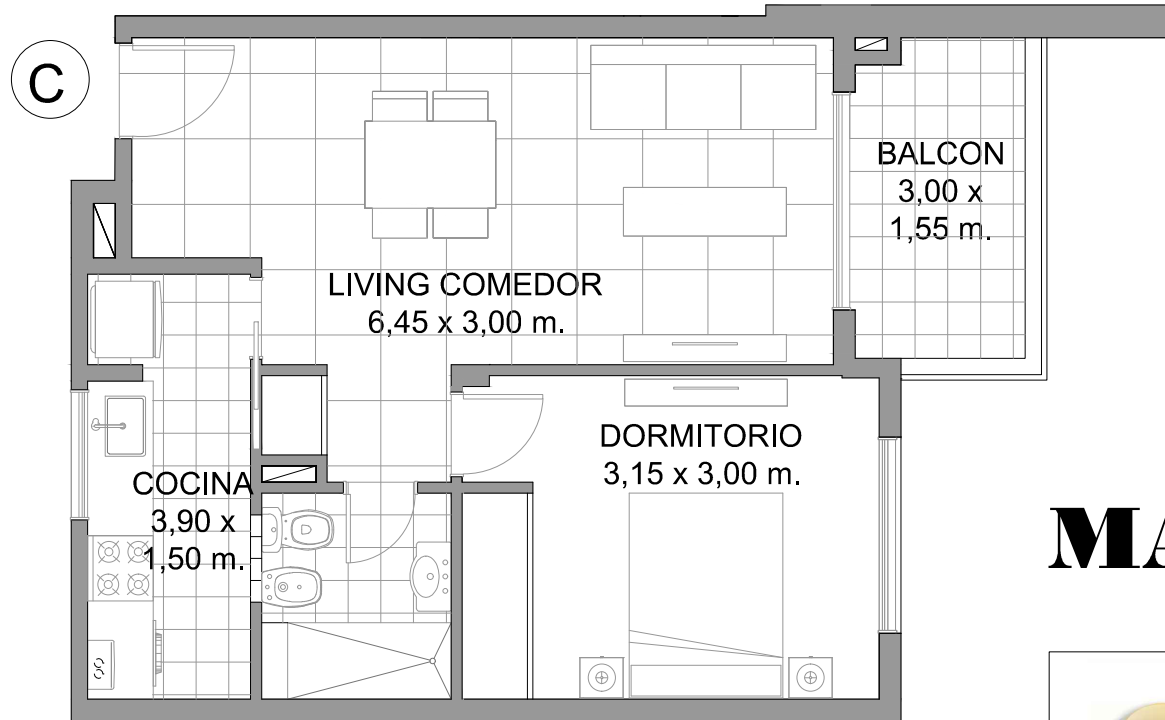 C
BALCON
3,00 x
1,55 m.
LIVING COMEDOR
6,45 x 3,00 m.
DORMITORIO
3,15 x 3,00 m.
COCINA
3,90 x
1,50 m.
MA